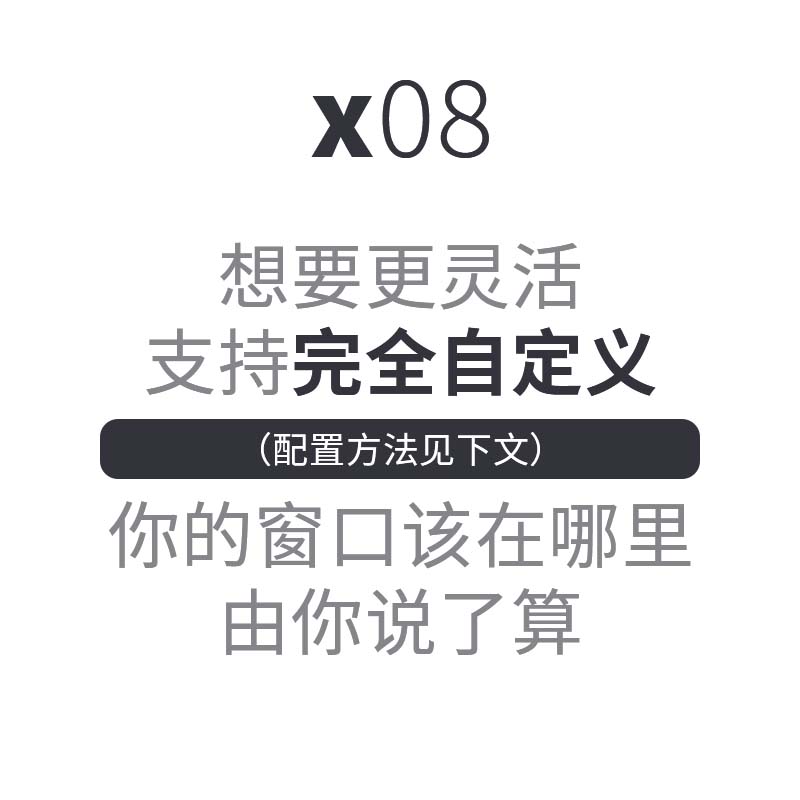 x08
想要更灵活
支持完全自定义
（配置方法见下文）
你的窗口该在哪里
由你说了算